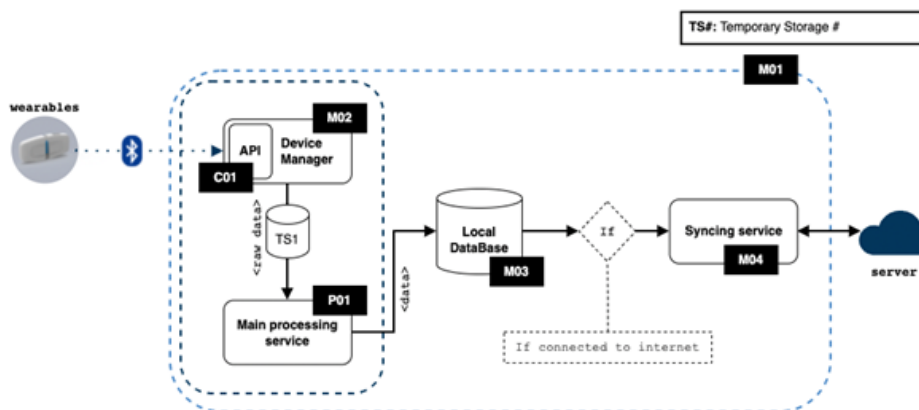 TS#: Temporary Storage #
M01
wearables
M02
API
Device
Manager
C01
<raw data>
TS1
P01
Main processing
service
<data>
Local
DataBase
M03
If
Syncing service
M04
server
If connected to internet